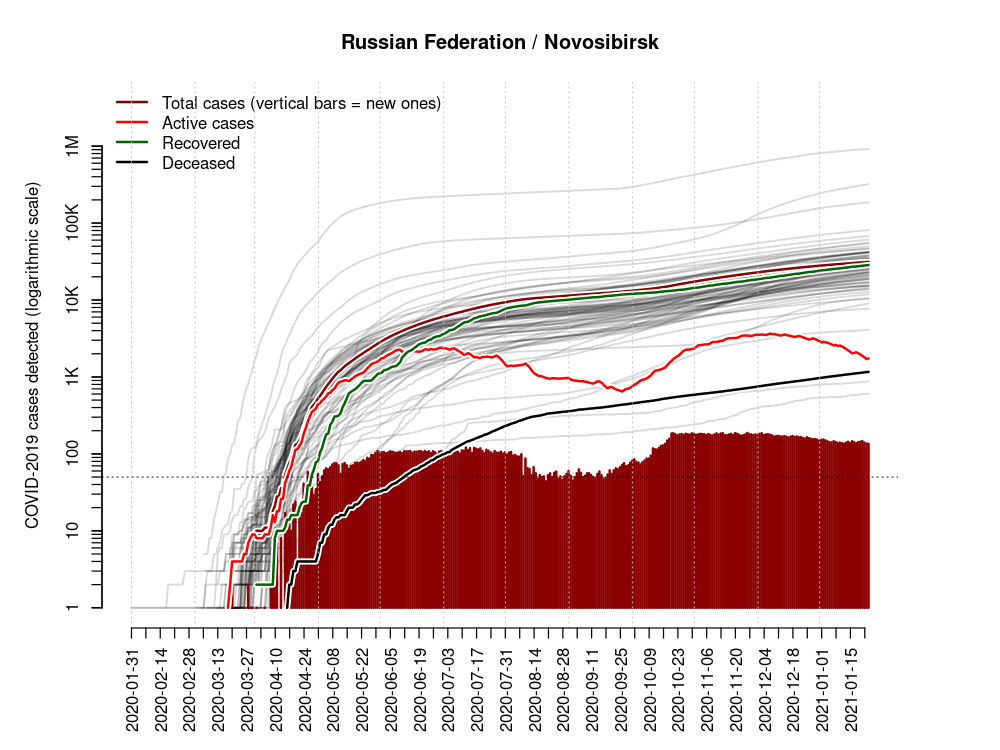 Russian Federation / Novosibirsk
Total cases (vertical bars = new ones)
Active cases
Recovered
Deceased
COVID-2019 cases detected (logarithmic scale)
1M
100K
10K
1K
100
10
1
2020-01-31
2020-02-14
2020-02-28
2020-03-13
2020-03-27
2020-04-10
2020-04-24
2020-05-08
2020-05-22
2020-06-05
2020-06-19
2020-07-03
2020-07-17
2020-07-31
2020-08-14
2020-08-28
2020-09-11
2020-09-25
2020-10-09
2020-10-23
2020-11-06
2020-11-20
2020-12-04
2020-12-18
2021-01-01
2021-01-15